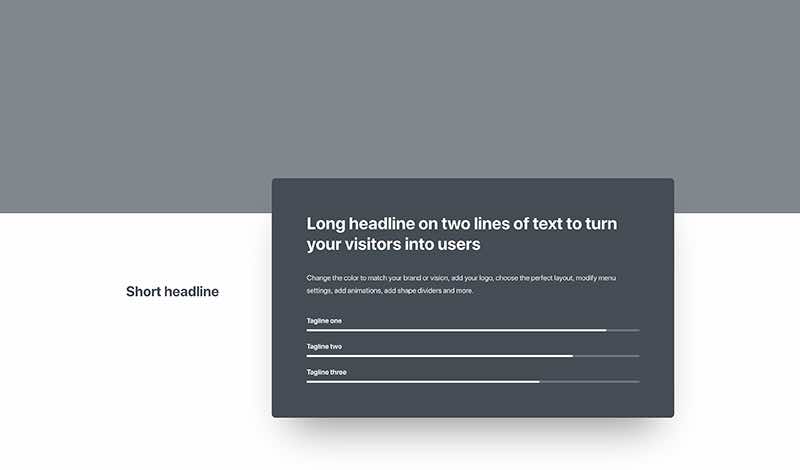 Short headline
Long headline on two lines of text to turn
your visitors into users
Change the color to match your brand or vision, add your logo, choose the perfect layout, modify menu
settings, add animations, add shape dividers and more.
Tagline one
Tagline two
Tagline three